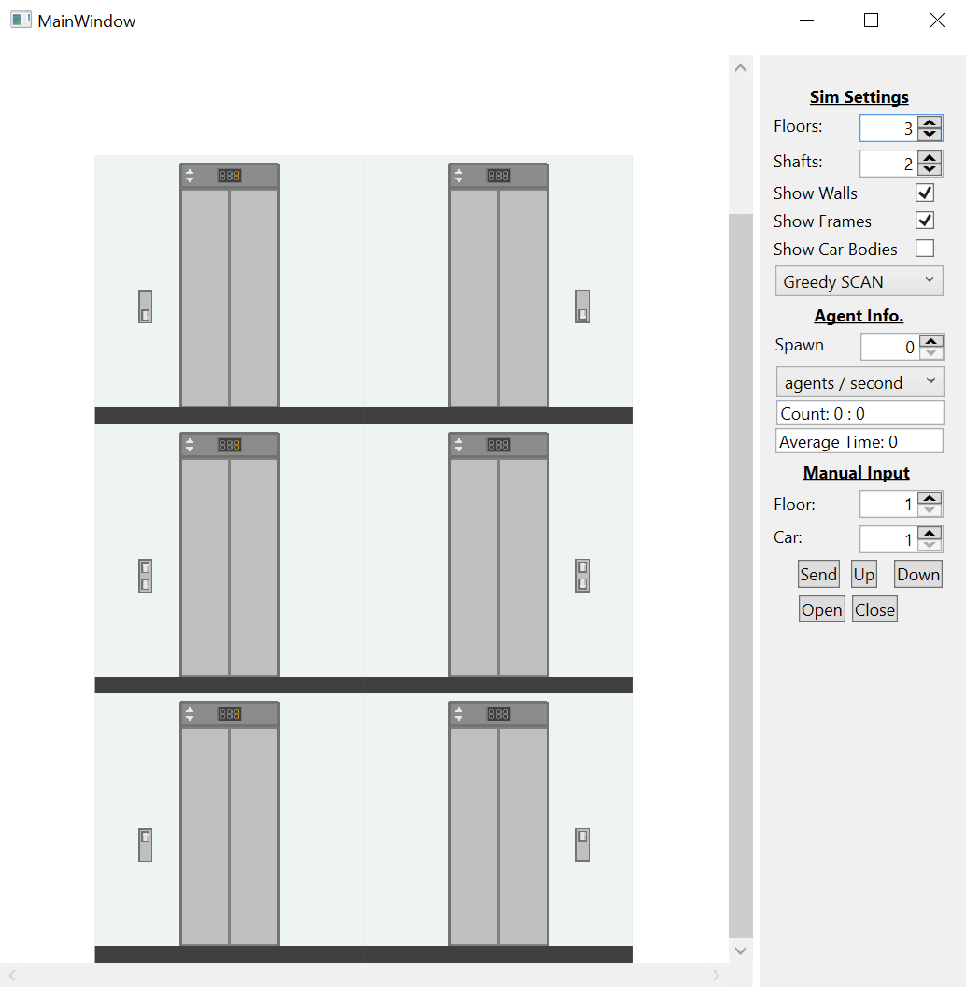 MainWindow
Sim Settings
Floors: 3
Shafts: 2
Show Walls
Show Frames
Show Car Bodies
Greedy SCAN
Agent Info.
Spawn 0
agents / second
Count: 0 : 0
Average Time: 0
Manual Input
Floor: 1
Car: 1
Send Up Down
Open Close
888 888
888 888
888 888